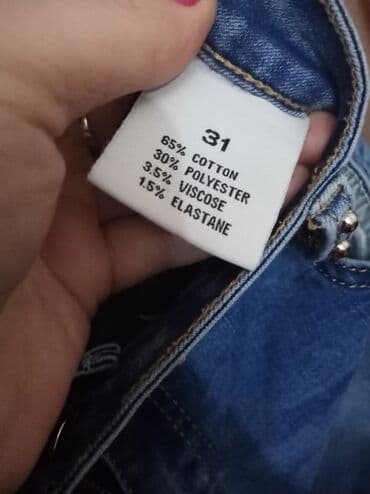 31
65% COTTON
30% POLYESTER
3.5% VISCOSE
1.5% ELASTANE